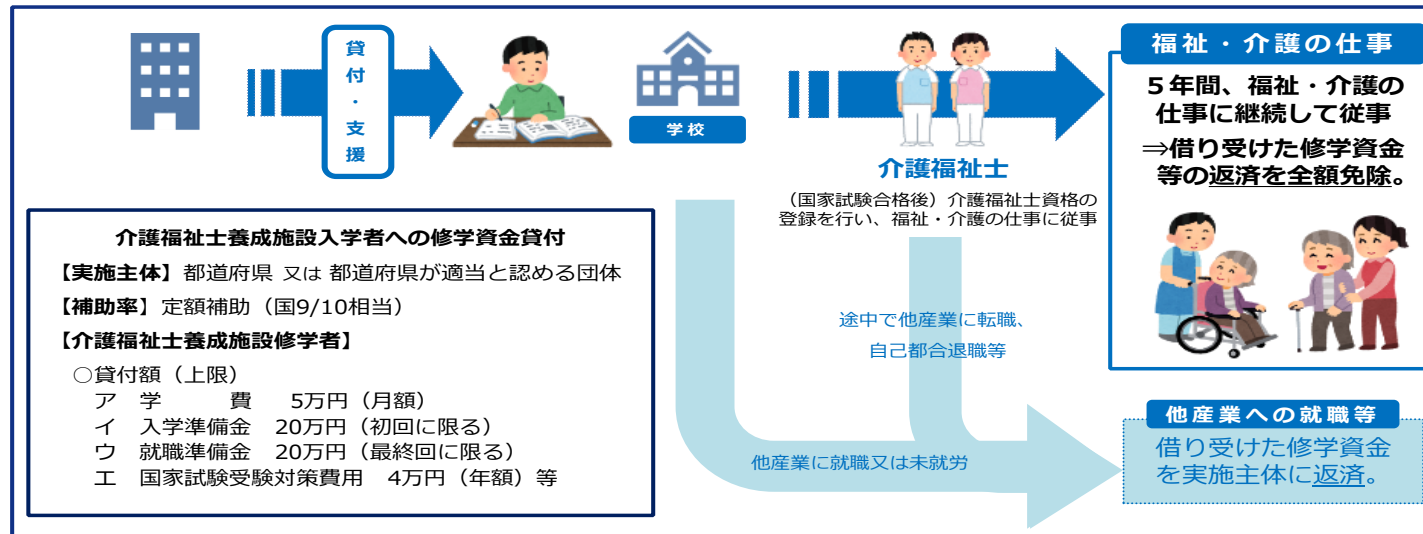 貸付・支援
学校
介護福祉士
（国家試験合格後）介護福祉士資格の
登録を行い、福祉・介護の仕事に従事
福祉・介護の仕事
５年間、福祉・介護の
仕事に継続して従事
⇒借り受けた修学資金
等の返済を全額免除。
介護福祉士養成施設入学者への修学資金貸付
【実施主体】都道府県 又は 都道府県が適当と認める団体
【補助率】定額補助（国9/10相当）
【介護福祉士養成施設修学者】
○貸付額（上限）
ア　学　　　費　　5万円（月額）
イ　入学準備金　20万円（初回に限る）
ウ　就職準備金　20万円（最終回に限る）
エ　国家試験受験対策費用　4万円（年額）等
途中で他産業に転職、
自己都合退職等
他産業に就職又は未就労
他産業への就職等
借り受けた修学資金
を実施主体に返済。